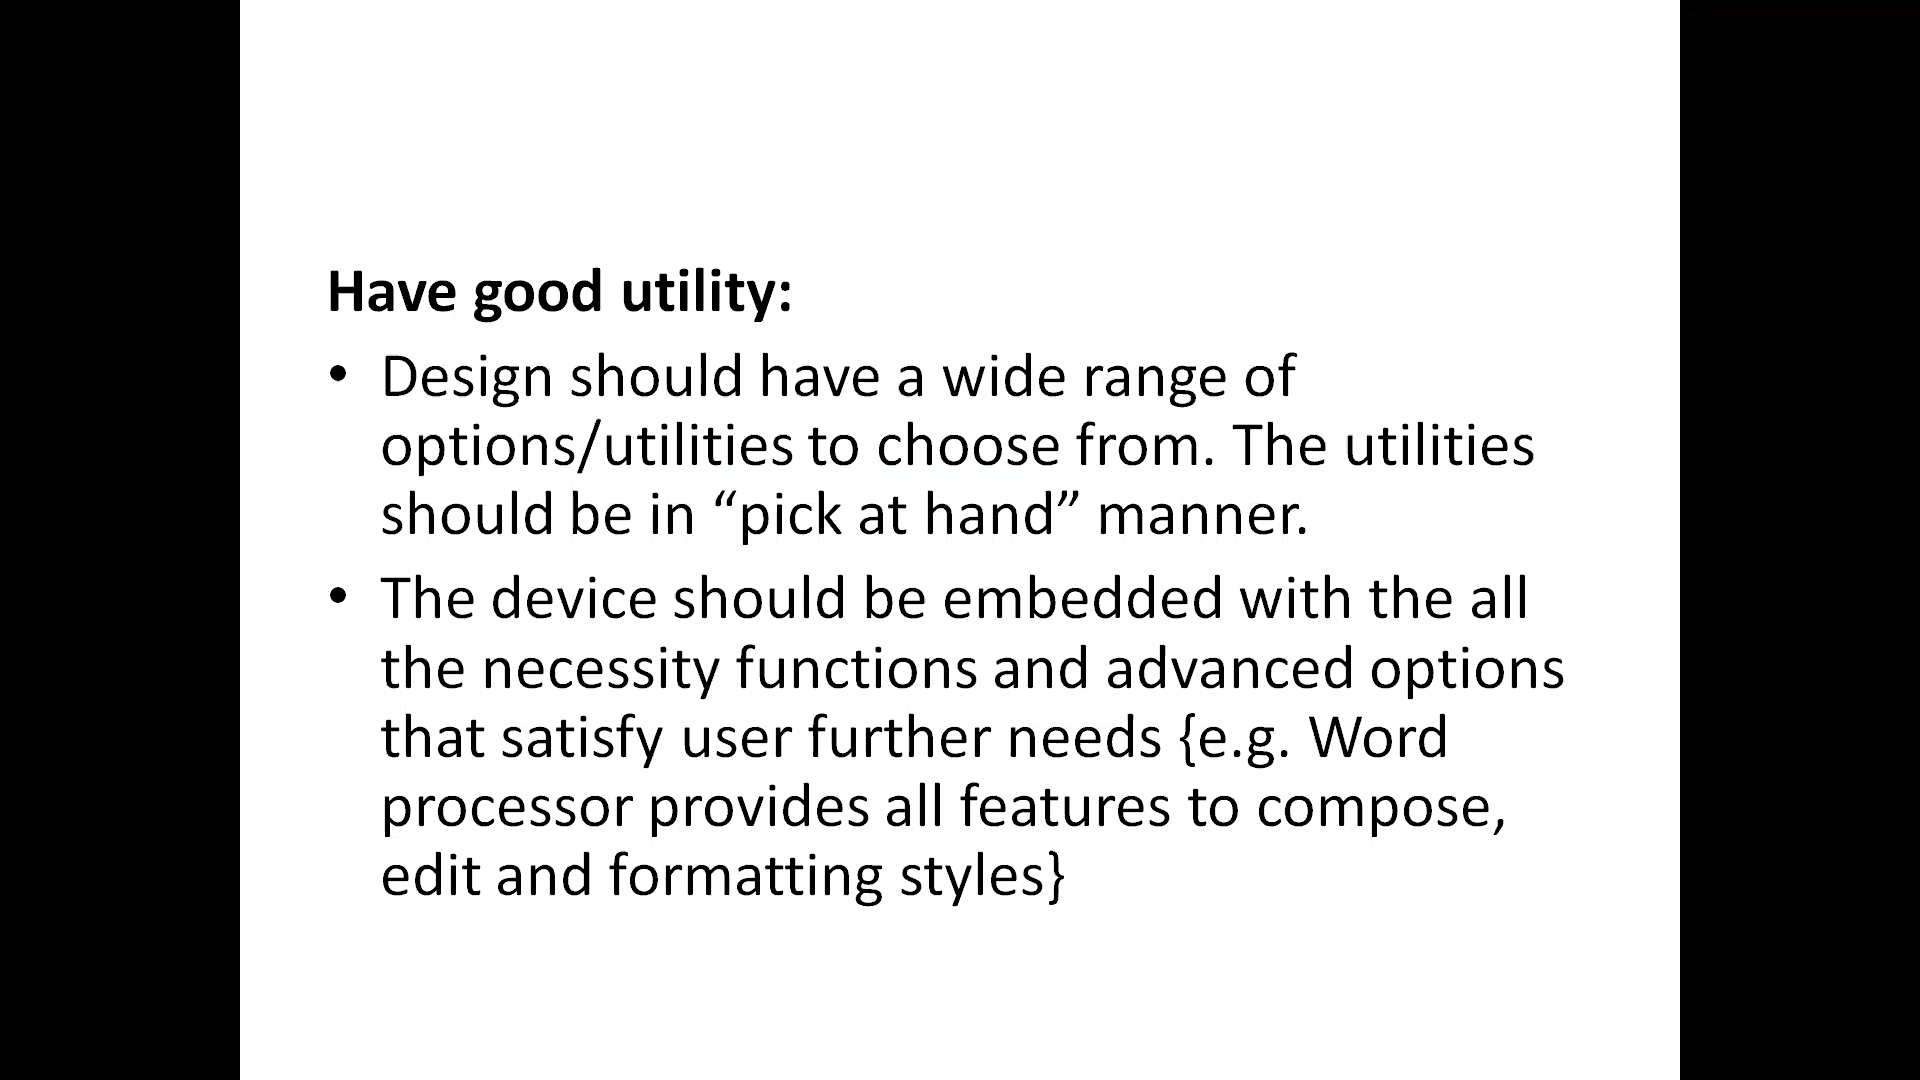 Have good utility:
• Design should have a wide range of
options/utilities to choose from. The utilities
should be in “pick at hand” manner.
• The device should be embedded with the all
the necessity functions and advanced options
that satisfy user further needs {e.g. Word
processor provides all features to compose,
edit and formatting styles}